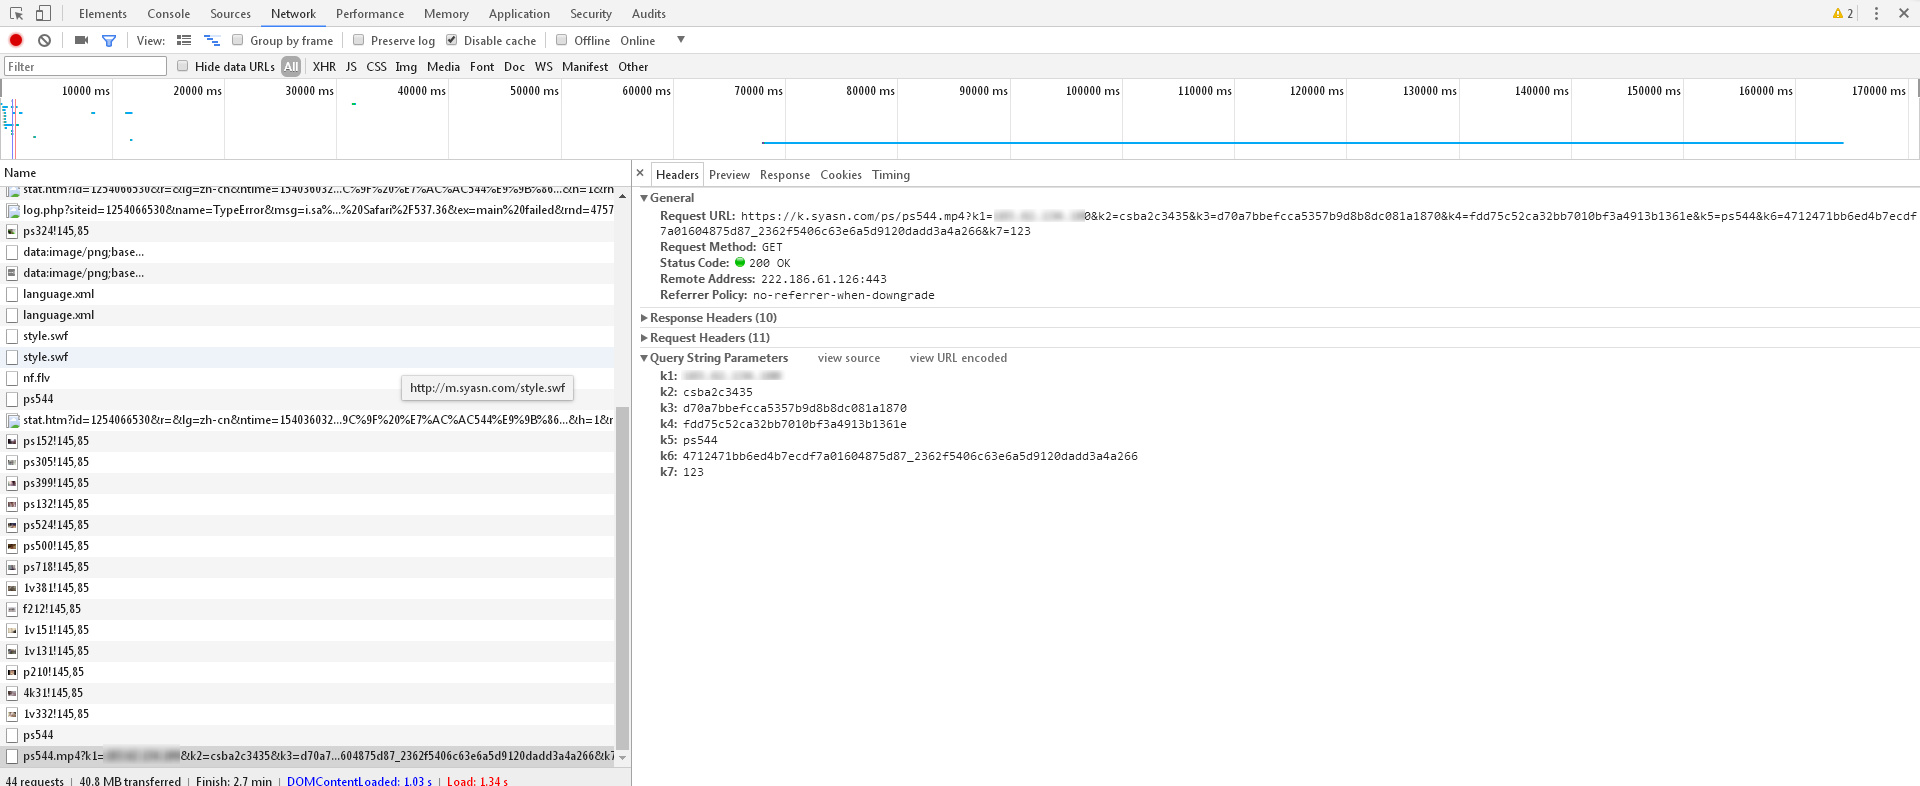 Elements Console Sources Network Performance Memory Application Security Audits 2
View: Group by frame Preserve log Disable cache Offline Online
Filter Hide data URLs All XHR JS CSS Img Media Font Doc WS Manifest Other
10000 ms 20000 ms 30000 ms 40000 ms 50000 ms 60000 ms 70000 ms 80000 ms 90000 ms 100000 ms 110000 ms 120000 ms 130000 ms 140000 ms 150000 ms 160000 ms 170000 ms
Name
stat.htm?id=1254066530&r=&lg=zh-cn&ntime=154036032...C%9F%20%E7%AC%AC544%E9%9B%86...&h=1&rn
log.php?siteid=1254066530&name=TypeError&msg=i.sa%...%20Safari%2F537.36&ex=main%20failed&rnd=4757
ps324!145,85
data:image/png;base...
data:image/png;base...
language.xml
language.xml
style.swf
style.swf
nf.flv
http://m.syasn.com/style.swf
ps544
stat.htm?id=1254066530&r=&lg=zh-cn&ntime=154036032...9C%9F%20%E7%AC%AC544%E9%9B%86...&h=1&r
ps152!145,85
ps305!145,85
ps399!145,85
ps132!145,85
ps524!145,85
ps500!145,85
ps718!145,85
1v381!145,85
f212!145,85
1v151!145,85
1v131!145,85
p210!145,85
4k31!145,85
1v332!145,85
ps544
ps544.mp4?k1= &k2=csba2c3435&k3=d70a7...604875d87_2362f5406c63e6a5d9120dadd3a4a266&k7
44 requests | 40.8 MB transferred | Finish: 2.7 min | DOMContentLoaded: 1.03 s | Load: 1.34 s
Headers Preview Response Cookies Timing
General
Request URL: https://k.syasn.com/ps/ps544.mp4?k1= 0&k2=csba2c3435&k3=d70a7bbefcca5357b9d8b8dc081a1870&k4=fdd75c52ca32bb7010bf3a4913b1361e&k5=ps544&k6=4712471bb6ed4b7ecdf
7a01604875d87_2362f5406c63e6a5d9120dadd3a4a266&k7=123
Request Method: GET
Status Code: 200 OK
Remote Address: 222.186.61.126:443
Referrer Policy: no-referrer-when-downgrade
Response Headers (10)
Request Headers (11)
Query String Parameters view source view URL encoded
k1:
k2: csba2c3435
k3: d70a7bbefcca5357b9d8b8dc081a1870
k4: fdd75c52ca32bb7010bf3a4913b1361e
k5: ps544
k6: 4712471bb6ed4b7ecdf7a01604875d87_2362f5406c63e6a5d9120dadd3a4a266
k7: 123